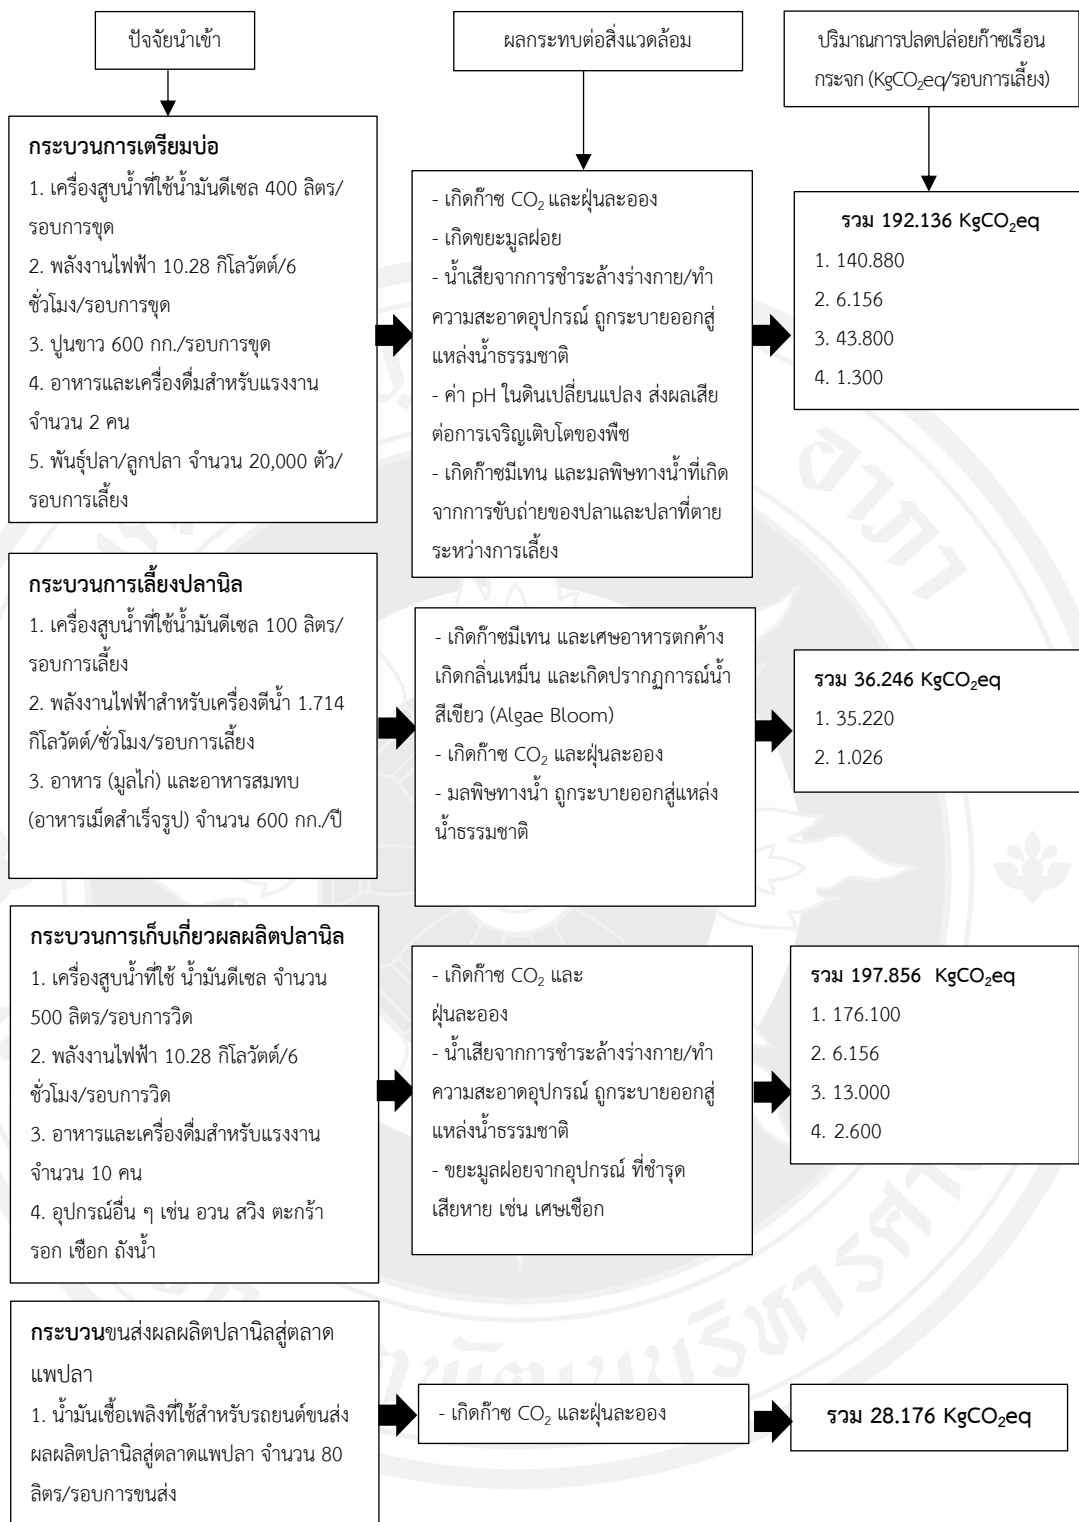 ปัจจัยนำเข้า
ผลกระทบต่อสิ่งแวดล้อม
ปริมาณการปลดปล่อยก๊าซเรือน
กระจก (KgCO₂eq/รอบการเลี้ยง)
กระบวนการเตรียมบ่อ
1. เครื่องสูบน้ำที่ใช้น้ำมันดีเซล 400 ลิตร/
รอบการขุด
2. พลังงานไฟฟ้า 10.28 กิโลวัตต์/6
ชั่วโมง/รอบการขุด
3. ปูนขาว 600 กก./รอบการขุด
4. อาหารและเครื่องดื่มสำหรับแรงงาน
จำนวน 2 คน
5. พันธุ์ปลา/ลูกปลา จำนวน 20,000 ตัว/
รอบการเลี้ยง
- เกิดก๊าซ CO₂ และฝุ่นละออง
- เกิดขยะมูลฝอย
- น้ำเสียจากการชำระล้างร่างกาย/ทำ
ความสะอาดอุปกรณ์ ถูกระบายออกสู่
แหล่งน้ำธรรมชาติ
- ค่า pH ในดินเปลี่ยนแปลง ส่งผลเสีย
ต่อการเจริญเติบโตของพืช
- เกิดก๊าซมีเทน และมลพิษทางน้ำที่เกิด
จากการขับถ่ายของปลาและปลาที่ตาย
ระหว่างการเลี้ยง
รวม 192.136 KgCO₂eq
1. 140.880
2. 6.156
3. 43.800
4. 1.300
กระบวนการเลี้ยงปลานิล
1. เครื่องสูบน้ำที่ใช้น้ำมันดีเซล 100 ลิตร/
รอบการเลี้ยง
2. พลังงานไฟฟ้าสำหรับเครื่องตีน้ำ 1.714
กิโลวัตต์/ชั่วโมง/รอบการเลี้ยง
3. อาหาร (มูลไก่) และอาหารสมทบ
(อาหารเม็ดสำเร็จรูป) จำนวน 600 กก./ปี
- เกิดก๊าซมีเทน และเศษอาหารตกค้าง
เกิดกลิ่นเหม็น และเกิดปรากฏการณ์น้ำ
สีเขียว (Algae Bloom)
- เกิดก๊าซ CO₂ และฝุ่นละออง
- มลพิษทางน้ำ ถูกระบายออกสู่แหล่ง
น้ำธรรมชาติ
รวม 36.246 KgCO₂eq
1. 35.220
2. 1.026
กระบวนการเก็บเกี่ยวผลผลิตปลานิล
1. เครื่องสูบน้ำที่ใช้ น้ำมันดีเซล จำนวน
500 ลิตร/รอบการวิด
2. พลังงานไฟฟ้า 10.28 กิโลวัตต์/6
ชั่วโมง/รอบการวิด
3. อาหารและเครื่องดื่มสำหรับแรงงาน
จำนวน 10 คน
4. อุปกรณ์อื่น ๆ เช่น อวน สวิง ตะกร้า
รอก เชือก ถังน้ำ
- เกิดก๊าซ CO₂ และ
ฝุ่นละออง
- น้ำเสียจากการชำระล้างร่างกาย/ทำ
ความสะอาดอุปกรณ์ ถูกระบายออกสู่
แหล่งน้ำธรรมชาติ
- ขยะมูลฝอยจากอุปกรณ์ ที่ชำรุด
เสียหาย เช่น เศษเชือก
รวม 197.856 KgCO₂eq
1. 176.100
2. 6.156
3. 13.000
4. 2.600
กระบวนขนส่งผลผลิตปลานิลสู่ตลาด
แพปลา
1. น้ำมันเชื้อเพลิงที่ใช้สำหรับรถยนต์ขนส่ง
ผลผลิตปลานิลสู่ตลาดแพปลา จำนวน 80
ลิตร/รอบการขนส่ง
- เกิดก๊าซ CO₂ และฝุ่นละออง
รวม 28.176 KgCO₂eq